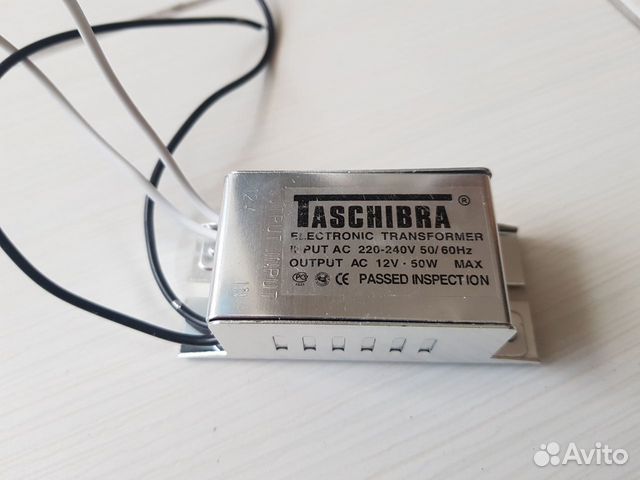 TASCHIBRA ®
ELECTRONIC TRANSFORMER
INPUT AC 220-240V 50/60Hz
OUTPUT AC 12V · 50W MAX
CE PASSED INSPECTION
OUTPUT INPUT
Avito